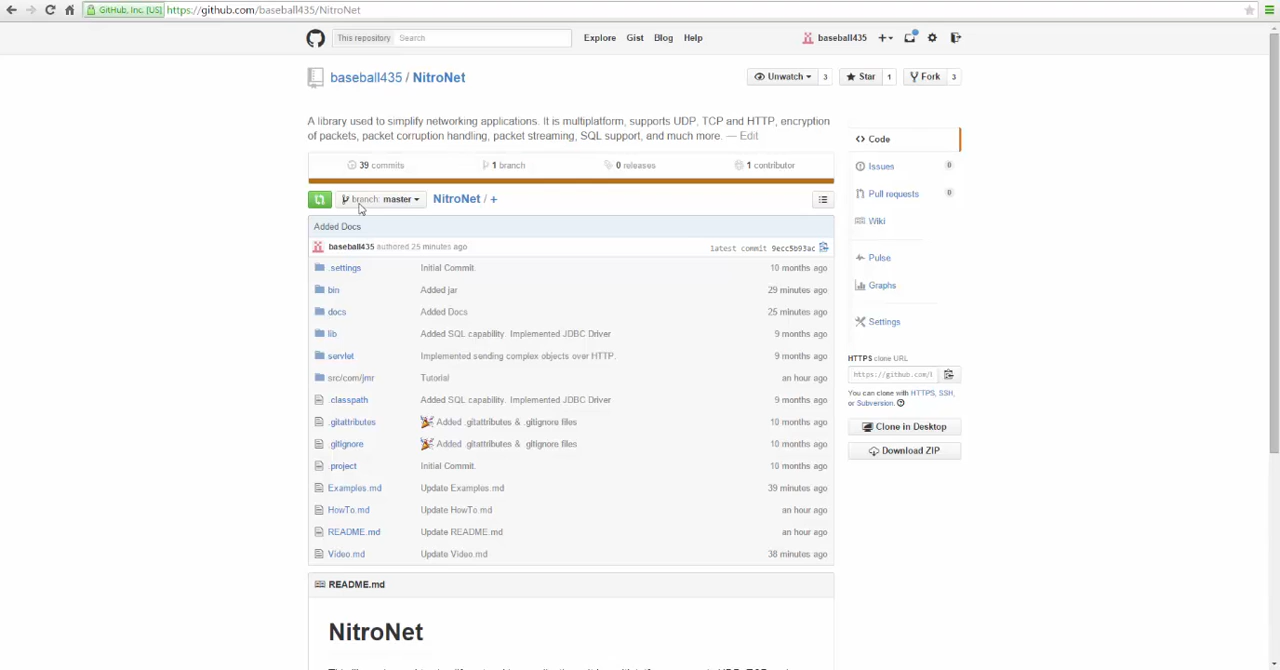 GitHub, Inc. [US] https://github.com/baseball435/NitroNet
This repository Search Explore Gist Blog Help baseball435
baseball435 / NitroNet Unwatch 3 Star 1 Fork 3
A library used to simplify networking applications. It is multiplatform, supports UDP, TCP and HTTP, encryption
of packets, packet corruption handling, packet streaming, SQL support, and much more. — Edit
39 commits 1 branch 0 releases 1 contributor
branch: master NitroNet / +
Added Docs
baseball435 authored 25 minutes ago latest commit 9ecc5b93ac
.settings Initial Commit. 10 months ago
bin Added jar 29 minutes ago
docs Added Docs 25 minutes ago
lib Added SQL capability. Implemented JDBC Driver 9 months ago
servlet Implemented sending complex objects over HTTP. 9 months ago
src/com/jmr Tutorial an hour ago
.classpath Added SQL capability. Implemented JDBC Driver 9 months ago
.gitattributes Added .gitattributes & .gitignore files 10 months ago
.gitignore Added .gitattributes & .gitignore files 10 months ago
.project Initial Commit. 10 months ago
Examples.md Update Examples.md 39 minutes ago
HowTo.md Update HowTo.md an hour ago
README.md Update README.md an hour ago
Video.md Update Video.md 38 minutes ago
README.md
NitroNet
Code
Issues 0
Pull requests 0
Wiki
Pulse
Graphs
Settings
HTTPS clone URL
https://github.com/
You can clone with HTTPS, SSH,
or Subversion.
Clone in Desktop
Download ZIP